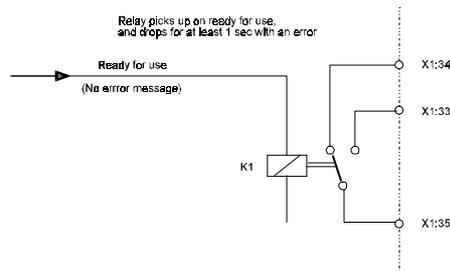 Relay picks up on ready for use,
and drops for at least 1 sec with an error
Ready for use
(No errror message)
X1:34
X1:33
K1
X1:35